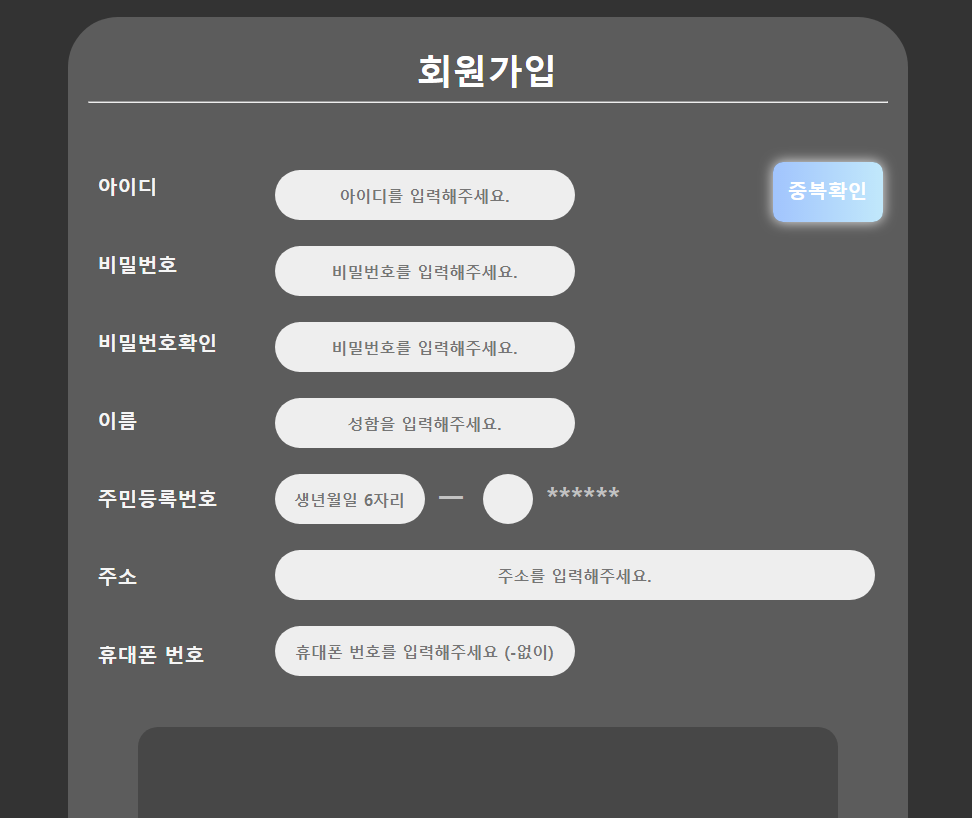 회원가입
아이디 아이디를 입력해주세요. 중복확인
비밀번호 비밀번호를 입력해주세요.
비밀번호확인 비밀번호를 입력해주세요.
이름 성함을 입력해주세요.
주민등록번호 생년월일 6자리 — ******
주소 주소를 입력해주세요.
휴대폰 번호 휴대폰 번호를 입력해주세요 (-없이)